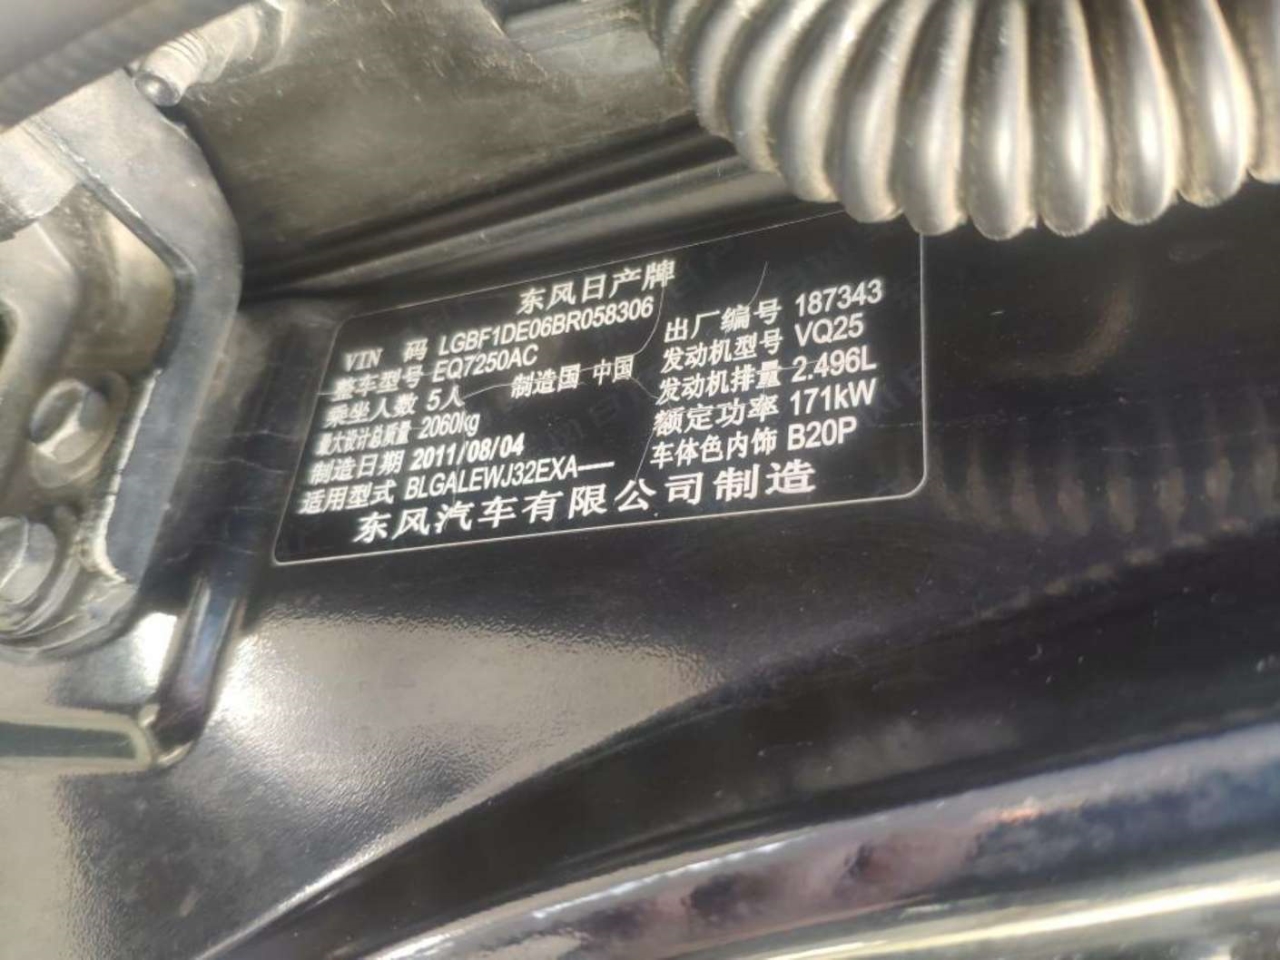 东风日产牌
VIN 码 LGBF1DE06BR058306 出厂编号 187343
整车型号 EQ7250AC 发动机型号 VQ25
乘坐人数 5人 制造国 中国 发动机排量 2.496L
最大设计总质量 2060kg 额定功率 171kW
制造日期 2011/08/04 车体色内饰 B20P
适用型式 BLGALEWJ32EXA—
东风汽车有限公司制造